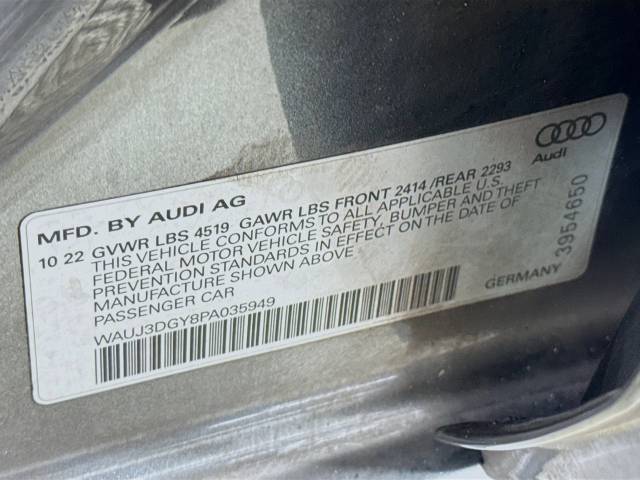 Audi
MFD. BY AUDI AG
10 22 GVWR LBS 4519 GAWR LBS FRONT 2414 /REAR 2293
THIS VEHICLE CONFORMS TO ALL APPLICABLE U.S.
FEDERAL MOTOR VEHICLE SAFETY, BUMPER AND THEFT
PREVENTION STANDARDS IN EFFECT ON THE DATE OF
MANUFACTURE SHOWN ABOVE.
PASSENGER CAR
WAUJ3DGY8PA035949
GERMANY
3954650